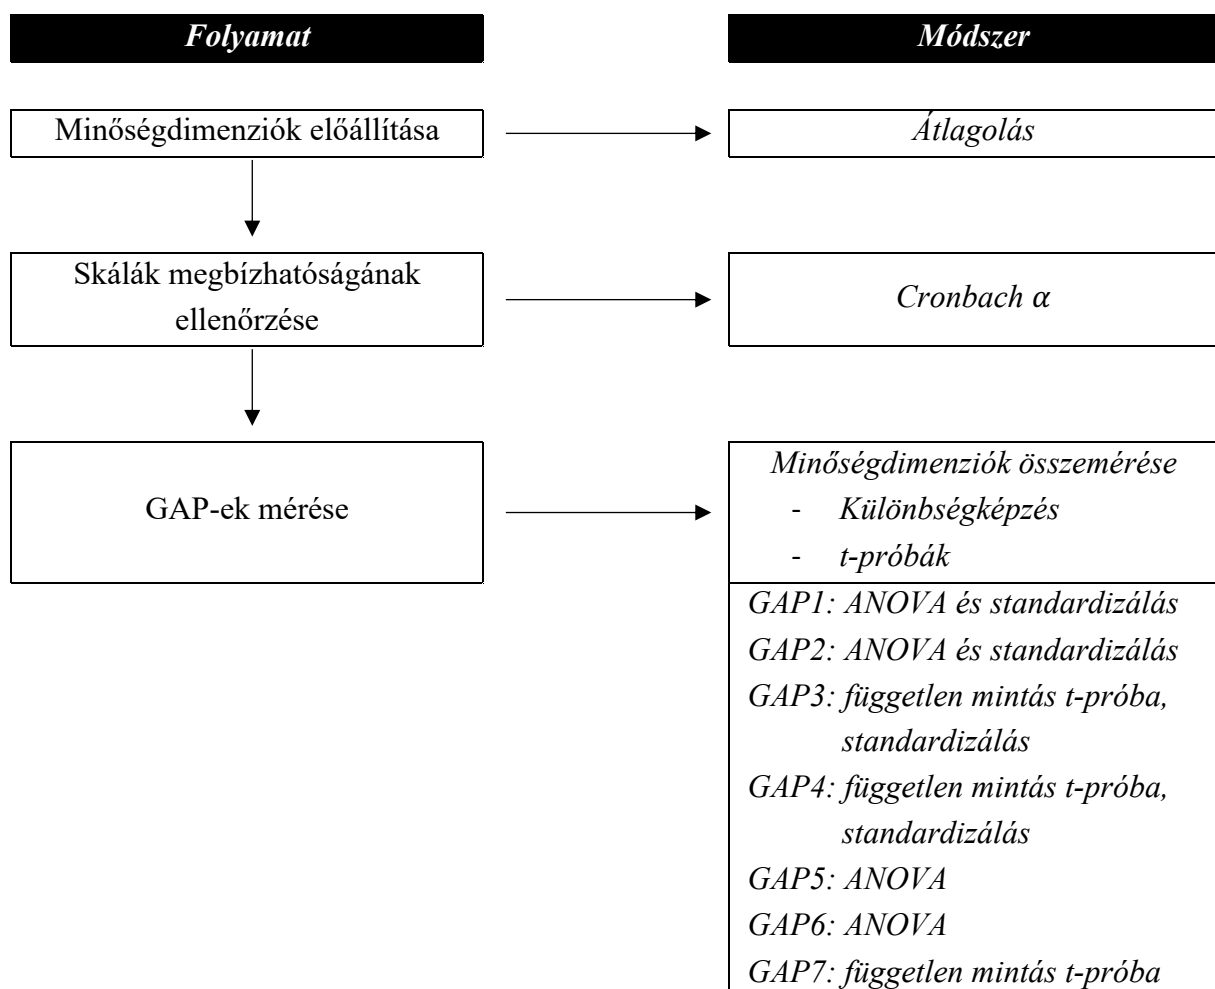 Folyamat
Módszer
Minőségdimenziók előállítása
Átlagolás
Skálák megbízhatóságának
ellenőrzése
Cronbach α
GAP-ek mérése
Minőségdimenziók összemérése
- Különbségképzés
- t-próbák
GAP1: ANOVA és standardizálás
GAP2: ANOVA és standardizálás
GAP3: független mintás t-próba,
standardizálás
GAP4: független mintás t-próba,
standardizálás
GAP5: ANOVA
GAP6: ANOVA
GAP7: független mintás t-próba